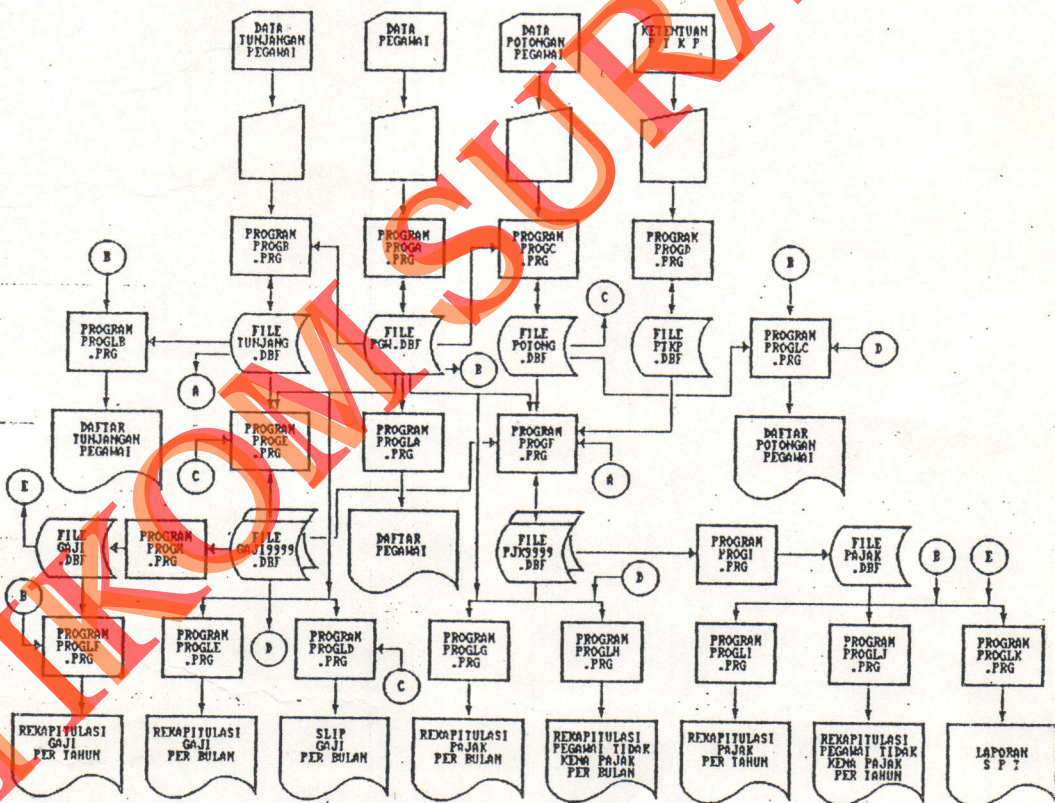 DATA
TUNJANGAN
PEGAWAI
DATA
PEGAWAI
DATA
POTONGAN
PEGAWAI
KETENTUAN
P T K P
PROGRAM
PROGB
.PRG
PROGRAM
PROGA
.PRG
PROGRAM
PROGC
.PRG
PROGRAM
PROGD
.PRG
B
B
C
PROGRAM
PROGLB
.PRG
FILE
TUNJANG
.DBF
FILE
PGW.DBF
FILE
POTONG
.DBF
FILE
PTKP
.DBF
PROGRAM
PROGLC
.PRG
D
A
B
DAFTAR
TUNJANGAN
PEGAWAI
PROGRAM
PROGE
.PRG
PROGRAM
PROGLA
.PRG
PROGRAM
PROGF
.PRG
DAFTAR
POTONGAN
PEGAWAI
C
A
E
FILE
GAJI
.DBF
PROGRAM
.PRG
FILE
GAJI9999
.DBF
DAFTAR
PEGAWAI
FILE
PJK9999
.DBF
PROGRAM
PROGI
.PRG
FILE
PAJAK
.DBF
B
E
D
B
PROGRAM
PROGLF
.PRG
PROGRAM
PROGLE
.PRG
D
PROGRAM
PROGLD
.PRG
C
PROGRAM
PROGLG
.PRG
PROGRAM
PROGLH
.PRG
PROGRAM
PROGLI
.PRG
PROGRAM
PROGLJ
.PRG
PROGRAM
PROGLK
.PRG
REKAPITULASI
GAJI
PER TAHUN
REKAPITULASI
GAJI
PER BULAN
SLIP
GAJI
PER BULAN
REKAPITULASI
PAJAK
PER BULAN
REKAPITULASI
PEGAWAI TIDAK
KENA PAJAK
PER BULAN
REKAPITULASI
PAJAK
PER TAHUN
REKAPITULASI
PEGAWAI TIDAK
KENA PAJAK
PER TAHUN
LAPORAN
S P T
IKOM SURA